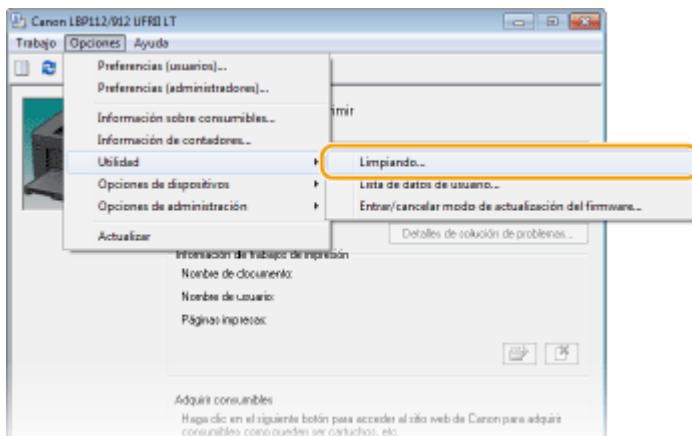 Canon LBP112/912 UFRII LT
Trabajo Opciones Ayuda
Preferencias (usuarios)...
Preferencias (administradores)...
imir
Información sobre consumibles...
Información de contadores...
Utilidad
Limpiando...
Opciones de dispositivos
Lista de datos de usuario...
Opciones de administración
Entrar/cancelar modo de actualización del firmware...
Actualizar
Detalles de solución de problemas...
Información de trabajos de impresión
Nombre de documento:
Nombre de usuario:
Páginas impresas:
Adquirir consumibles
Haga clic en el siguiente botón para acceder al sitio web de Canon para adquirir
consumibles como pueden ser cartuchos, etc.